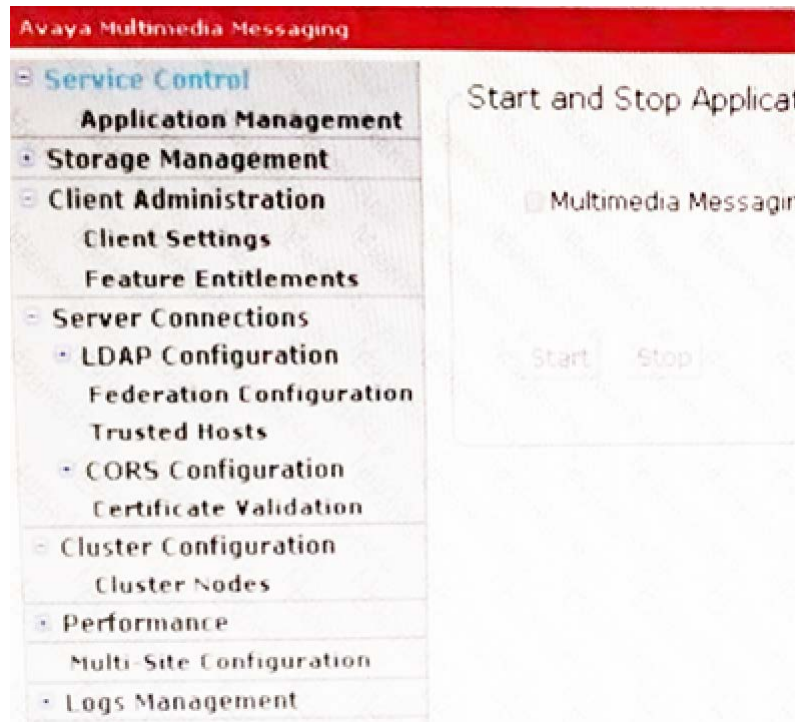 Avaya Multimedia Messaging
Service Control
Application Management
Storage Management
Client Administration
Client Settings
Feature Entitlements
Server Connections
LDAP Configuration
Federation Configuration
Trusted Hosts
CORS Configuration
Certificate Validation
Cluster Configuration
Cluster Nodes
Performance
Multi-Site Configuration
Logs Management
Start and Stop Applicat
Multimedia Messagin
Start Stop